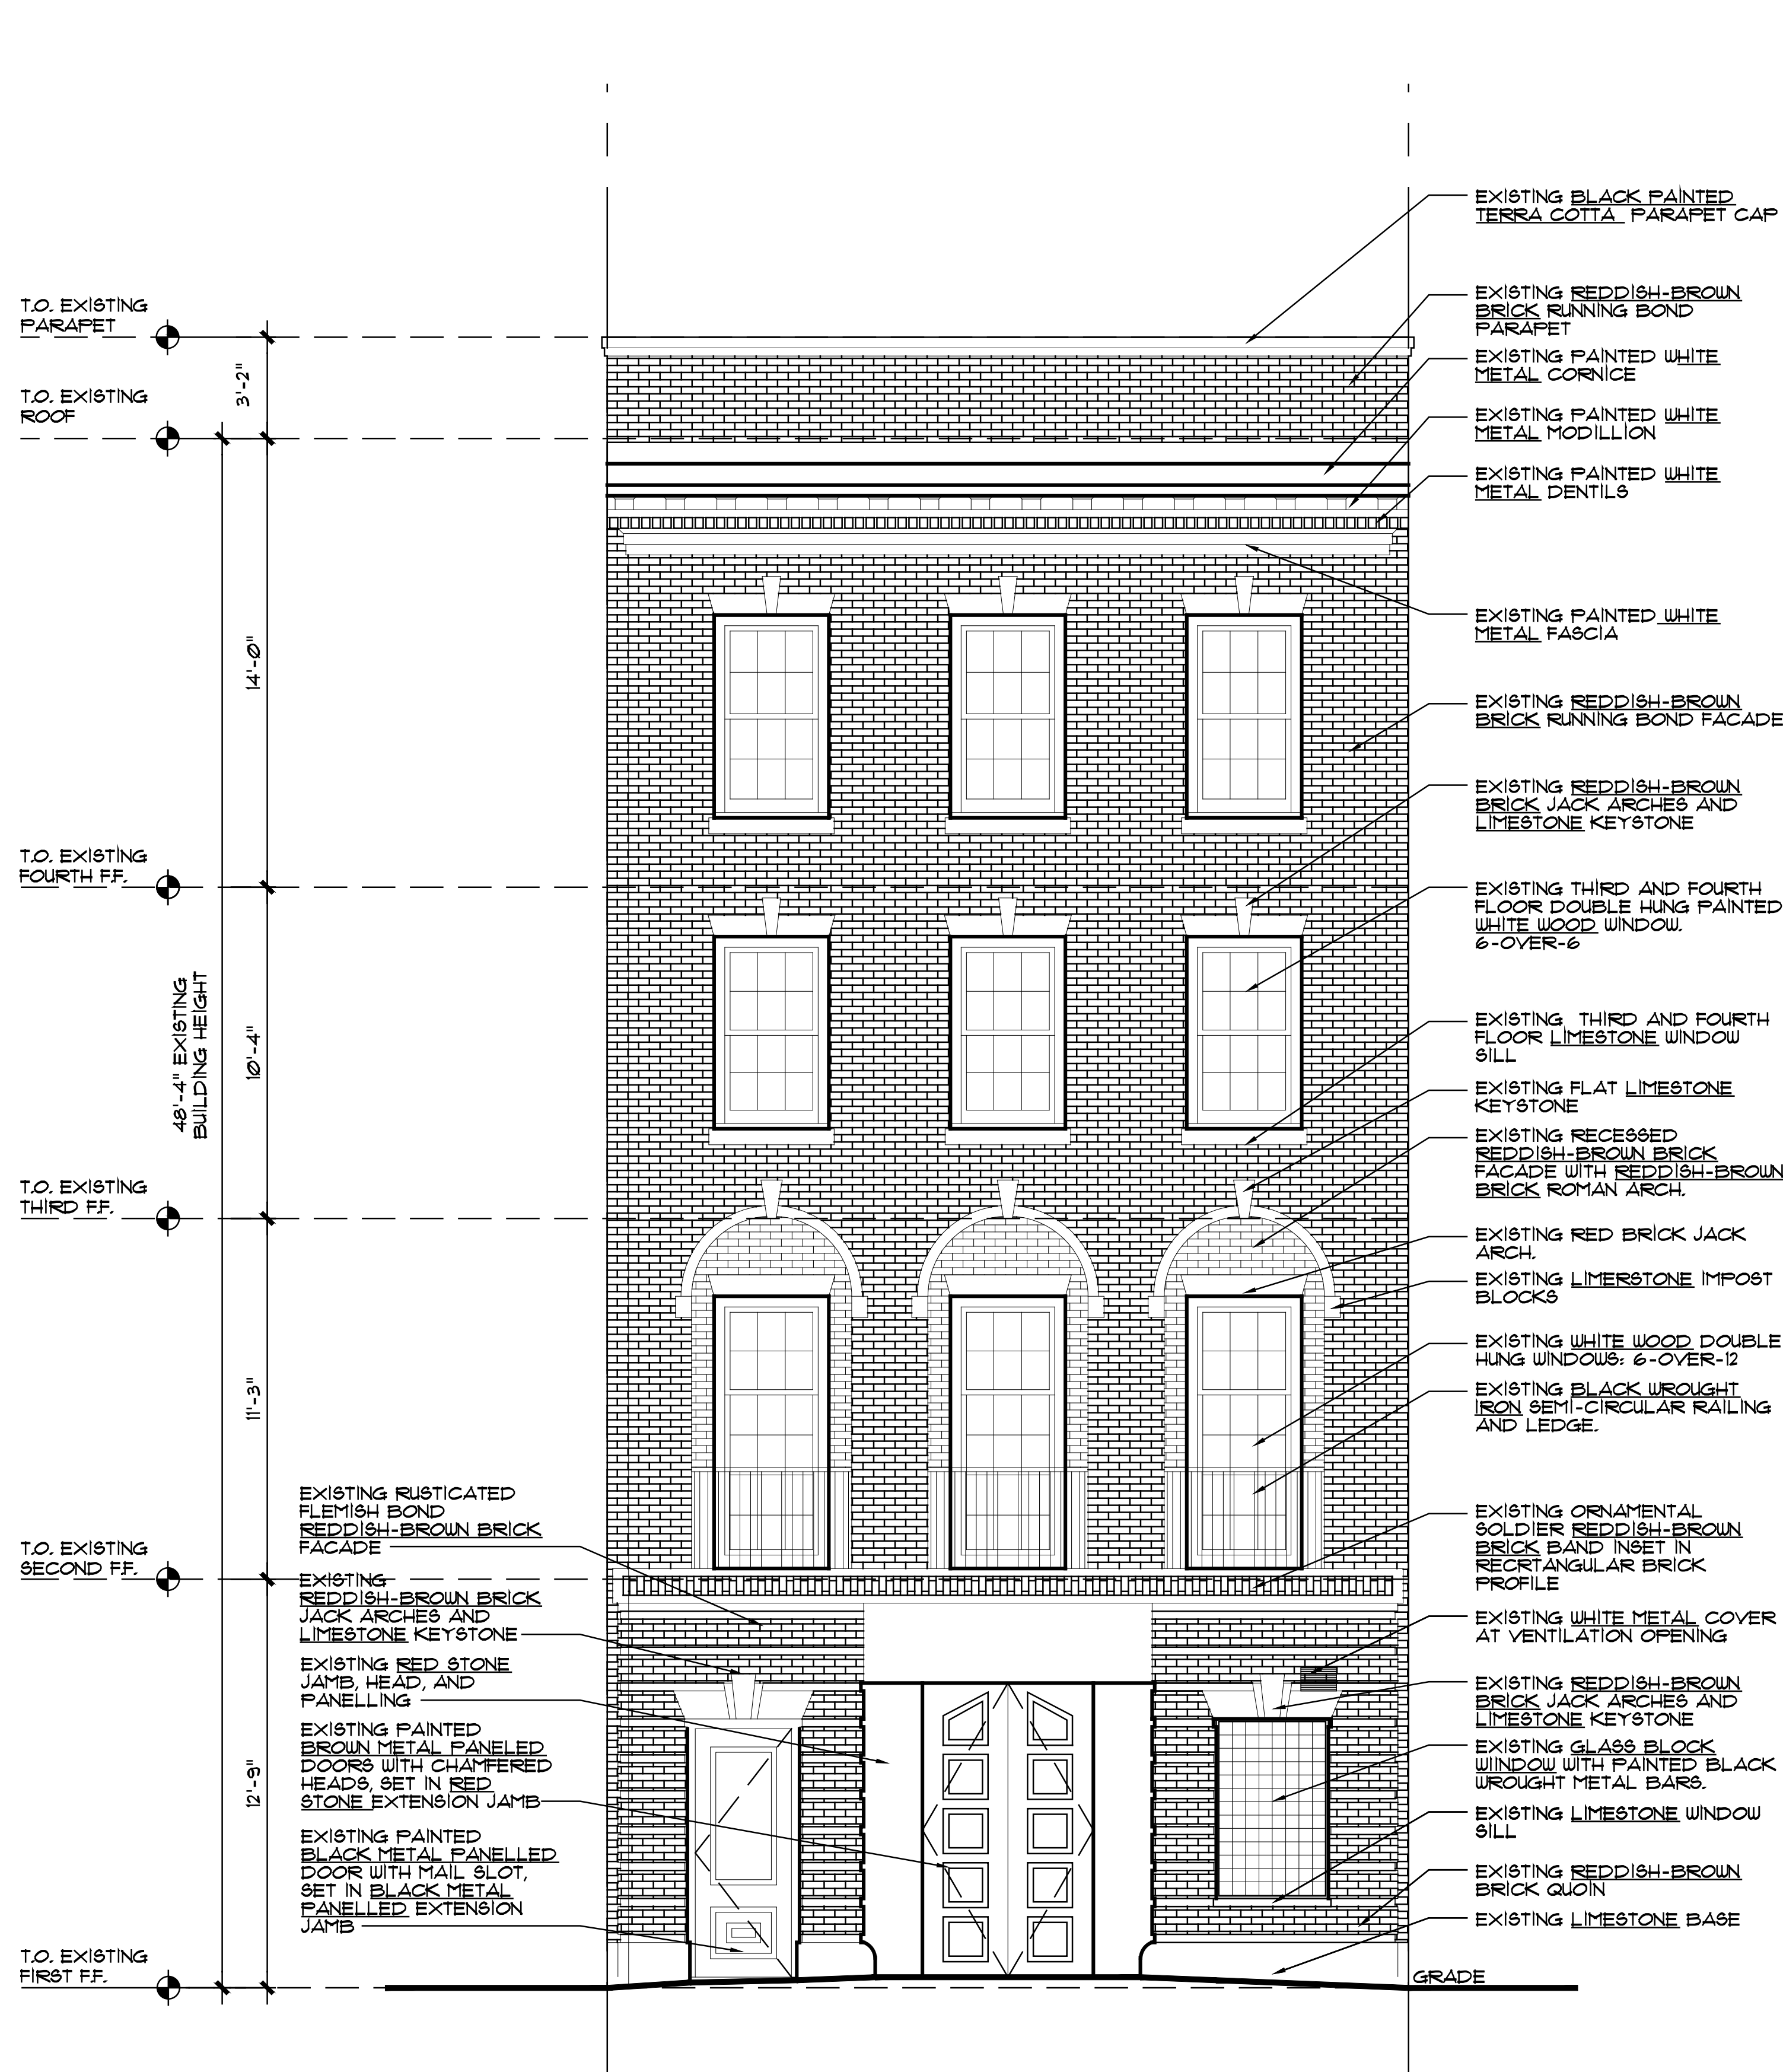 EXISTING BLACK PAINTED
TERRA COTTA PARAPET CAP
EXISTING REDDISH-BROWN
BRICK RUNNING BOND
PARAPET
EXISTING PAINTED WHITE
METAL CORNICE
EXISTING PAINTED WHITE
METAL MODILLION
EXISTING PAINTED WHITE
METAL DENTILS
EXISTING PAINTED WHITE
METAL FASCIA
EXISTING REDDISH-BROWN
BRICK RUNNING BOND FACADE
EXISTING REDDISH-BROWN
BRICK JACK ARCHES AND
LIMESTONE KEYSTONE
EXISTING THIRD AND FOURTH
FLOOR DOUBLE HUNG PAINTED
WHITE WOOD WINDOW.
6-OVER-6
EXISTING THIRD AND FOURTH
FLOOR LIMESTONE WINDOW
SILL
EXISTING FLAT LIMESTONE
KEYSTONE
EXISTING RECESSED
REDDISH-BROWN BRICK
FACADE WITH REDDISH-BROWN
BRICK ROMAN ARCH.
EXISTING RED BRICK JACK
ARCH.
EXISTING LIMERSTONE IMPOST
BLOCKS
EXISTING WHITE WOOD DOUBLE
HUNG WINDOWS: 6-OVER-12
EXISTING BLACK WROUGHT
IRON SEMI-CIRCULAR RAILING
AND LEDGE.
EXISTING ORNAMENTAL
SOLDIER REDDISH-BROWN
BRICK BAND INSET IN
RECRTANGULAR BRICK
PROFILE
EXISTING WHITE METAL COVER
AT VENTILATION OPENING
EXISTING REDDISH-BROWN
BRICK JACK ARCHES AND
LIMESTONE KEYSTONE
EXISTING GLASS BLOCK
WINDOW WITH PAINTED BLACK
WROUGHT METAL BARS.
EXISTING LIMESTONE WINDOW
SILL
EXISTING REDDISH-BROWN
BRICK QUOIN
EXISTING LIMESTONE BASE
GRADE
T.O. EXISTING
PARAPET
3'-2"
T.O. EXISTING
ROOF
14'-0"
T.O. EXISTING
FOURTH F.F.
48'-4" EXISTING
BUILDING HEIGHT
10'-4"
T.O. EXISTING
THIRD F.F.
11'-3"
T.O. EXISTING
SECOND F.F.
12'-9"
T.O. EXISTING
FIRST F.F.
EXISTING RUSTICATED
FLEMISH BOND
REDDISH-BROWN BRICK
FACADE
EXISTING
REDDISH-BROWN BRICK
JACK ARCHES AND
LIMESTONE KEYSTONE
EXISTING RED STONE
JAMB, HEAD, AND
PANELLING
EXISTING PAINTED
BROWN METAL PANELED
DOORS WITH CHAMFERED
HEADS, SET IN RED
STONE EXTENSION JAMB
EXISTING PAINTED
BLACK METAL PANELLED
DOOR WITH MAIL SLOT,
SET IN BLACK METAL
PANELLED EXTENSION
JAMB